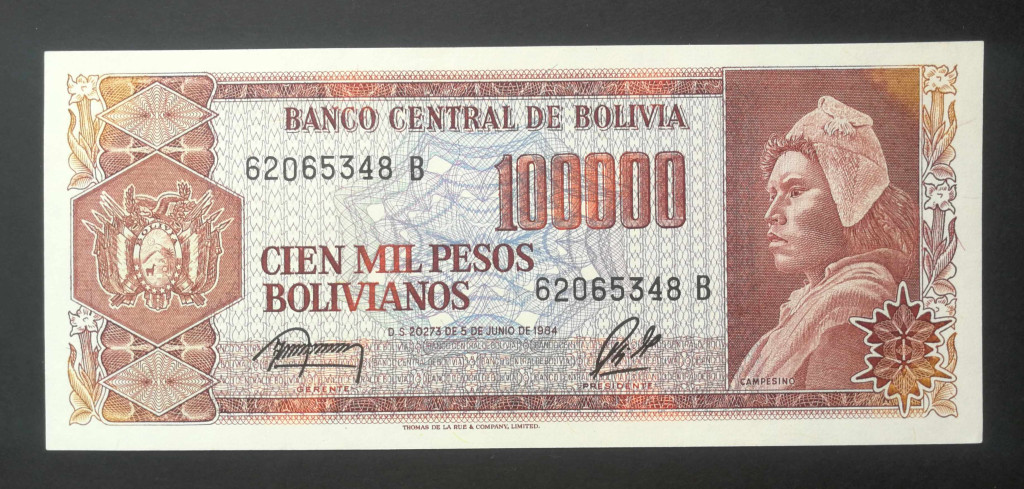 BANCO CENTRAL DE BOLIVIA
62065348 B
100000
CIEN MIL PESOS
BOLIVIANOS
62065348 B
D.S. 20273 DE 5 DE JUNIO DE 1984
GERENTE
PRESIDENTE
CAMPESINO
THOMAS DE LA RUE & COMPANY, LIMITED.